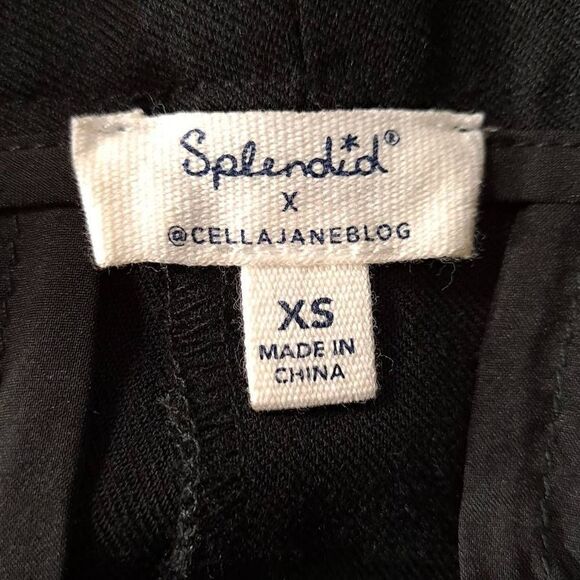 Splendid®
X
@CELLAJANEBLOG
XS
MADE IN
CHINA